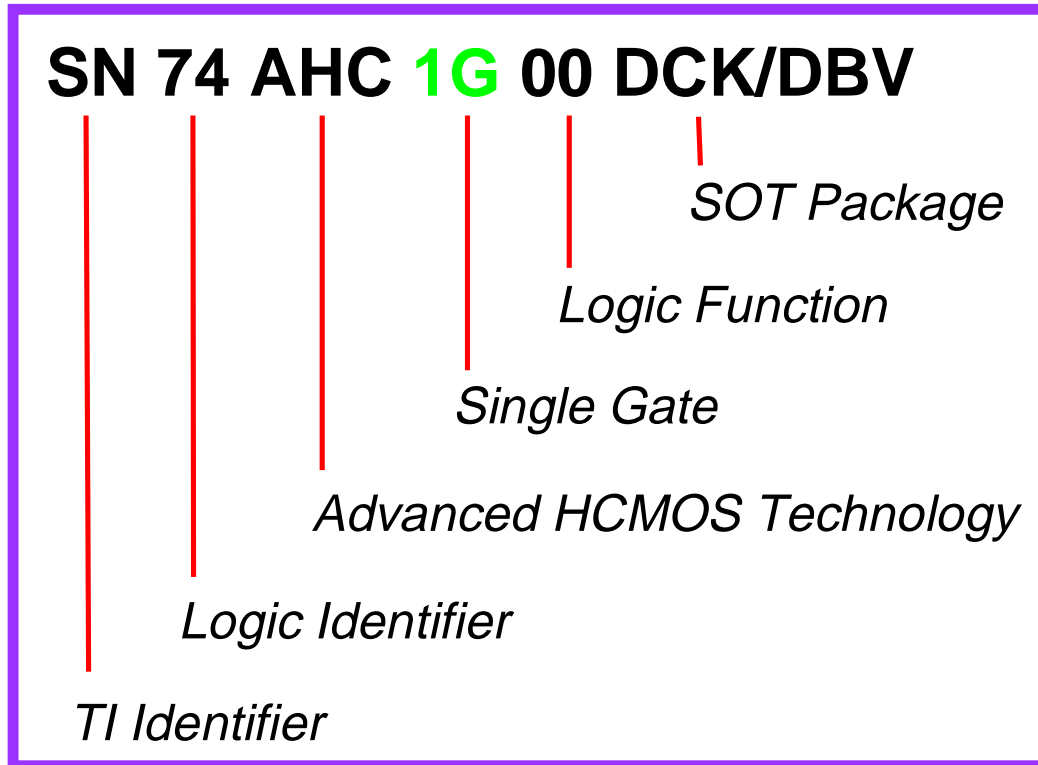 SN 74 AHC 1G 00 DCK/DBV
SOT Package
Logic Function
Single Gate
Advanced HCMOS Technology
Logic Identifier
TI Identifier